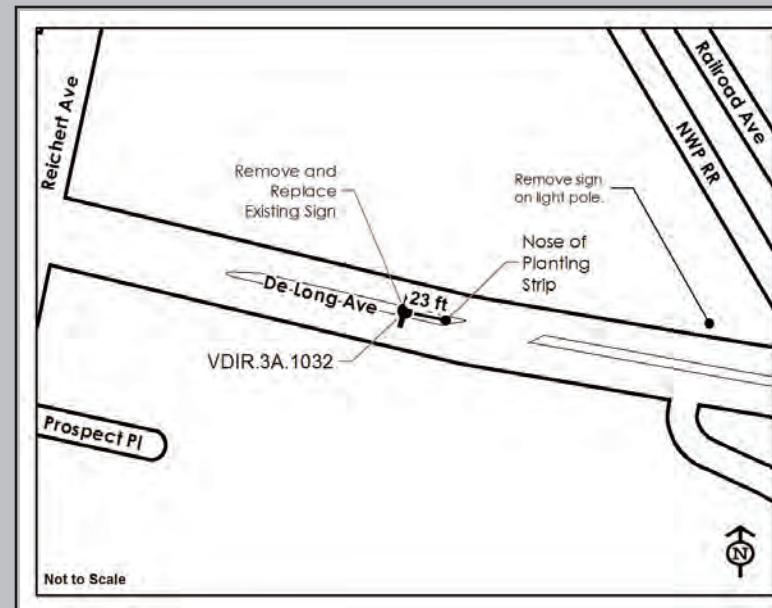 Reichert Ave
Railroad Ave
NWP RR
Remove and
Replace
Existing Sign
Remove sign
on light pole.
Nose of
Planting
Strip
De-Long-Ave
23 ft
VDIR.3A.1032
Prospect Pl
N
Not to Scale